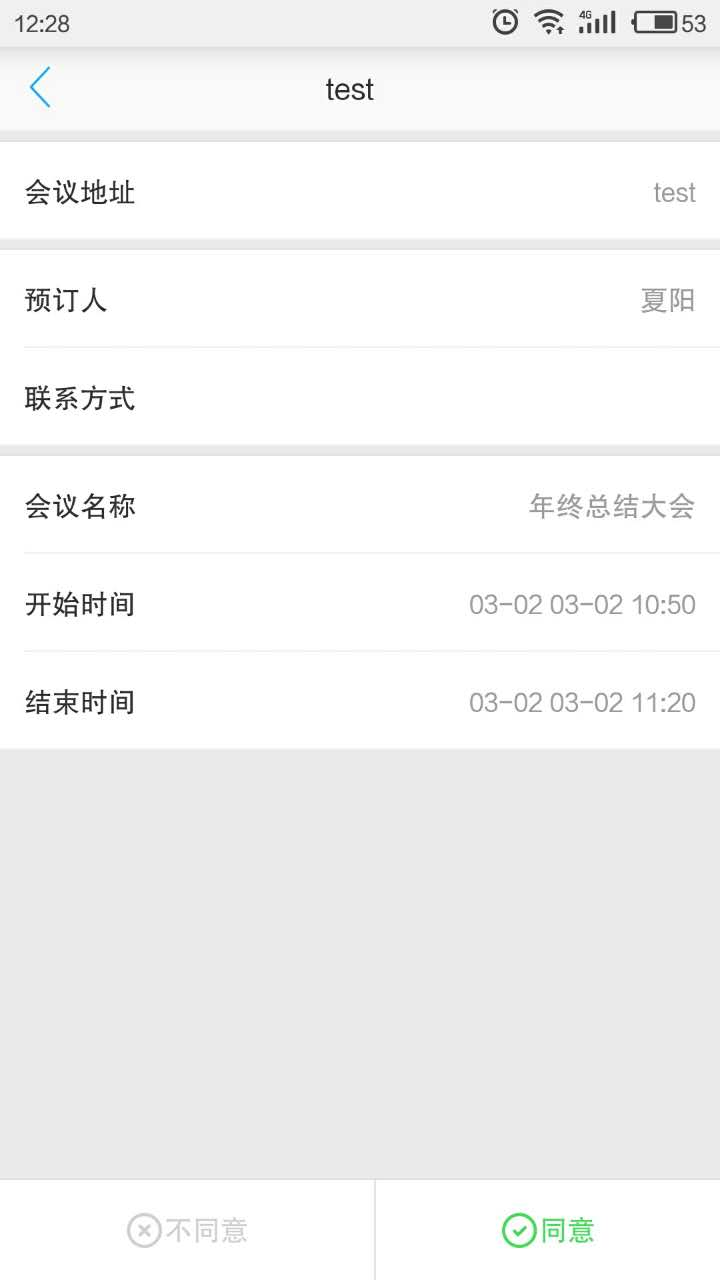 12:28 4G 53
test
会议地址 test
预订人 夏阳
联系方式
会议名称 年终总结大会
开始时间 03-02 03-02 10:50
结束时间 03-02 03-02 11:20
不同意 同意